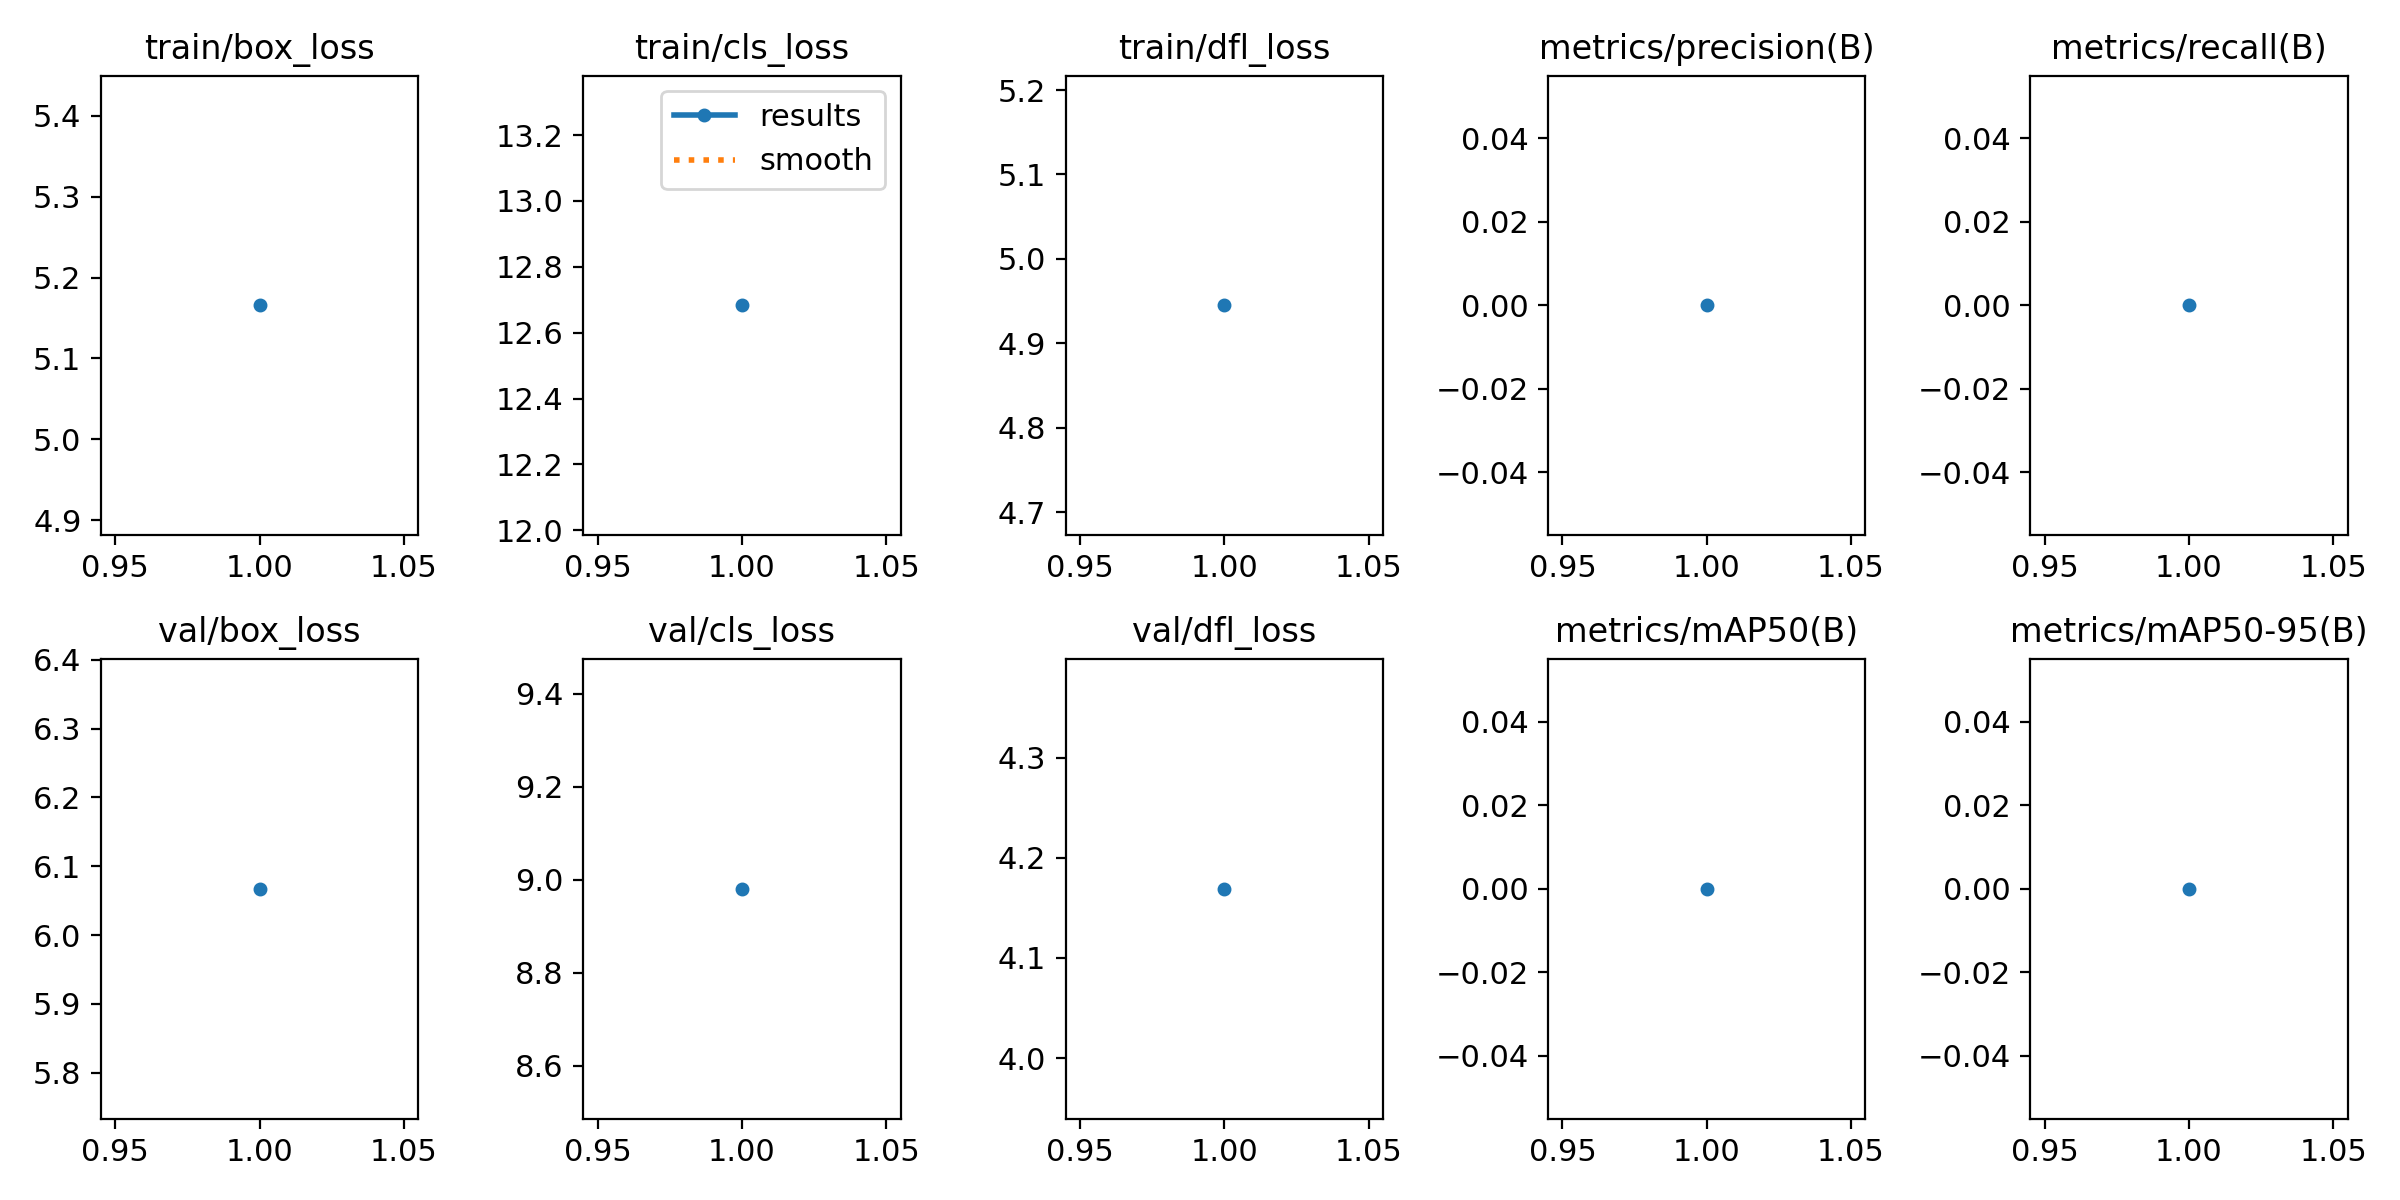 train/box_loss
5.4
5.3
5.2
5.1
5.0
4.9
0.95 1.00 1.05
train/cls_loss
results
smooth
13.2
13.0
12.8
12.6
12.4
12.2
12.0
0.95 1.00 1.05
train/dfl_loss
5.2
5.1
5.0
4.9
4.8
4.7
0.95 1.00 1.05
metrics/precision(B)
0.04
0.02
0.00
−0.02
−0.04
0.95 1.00 1.05
metrics/recall(B)
0.04
0.02
0.00
−0.02
−0.04
0.95 1.00 1.05
val/box_loss
6.4
6.3
6.2
6.1
6.0
5.9
5.8
0.95 1.00 1.05
val/cls_loss
9.4
9.2
9.0
8.8
8.6
0.95 1.00 1.05
val/dfl_loss
4.3
4.2
4.1
4.0
0.95 1.00 1.05
metrics/mAP50(B)
0.04
0.02
0.00
−0.02
−0.04
0.95 1.00 1.05
metrics/mAP50-95(B)
0.04
0.02
0.00
−0.02
−0.04
0.95 1.00 1.05